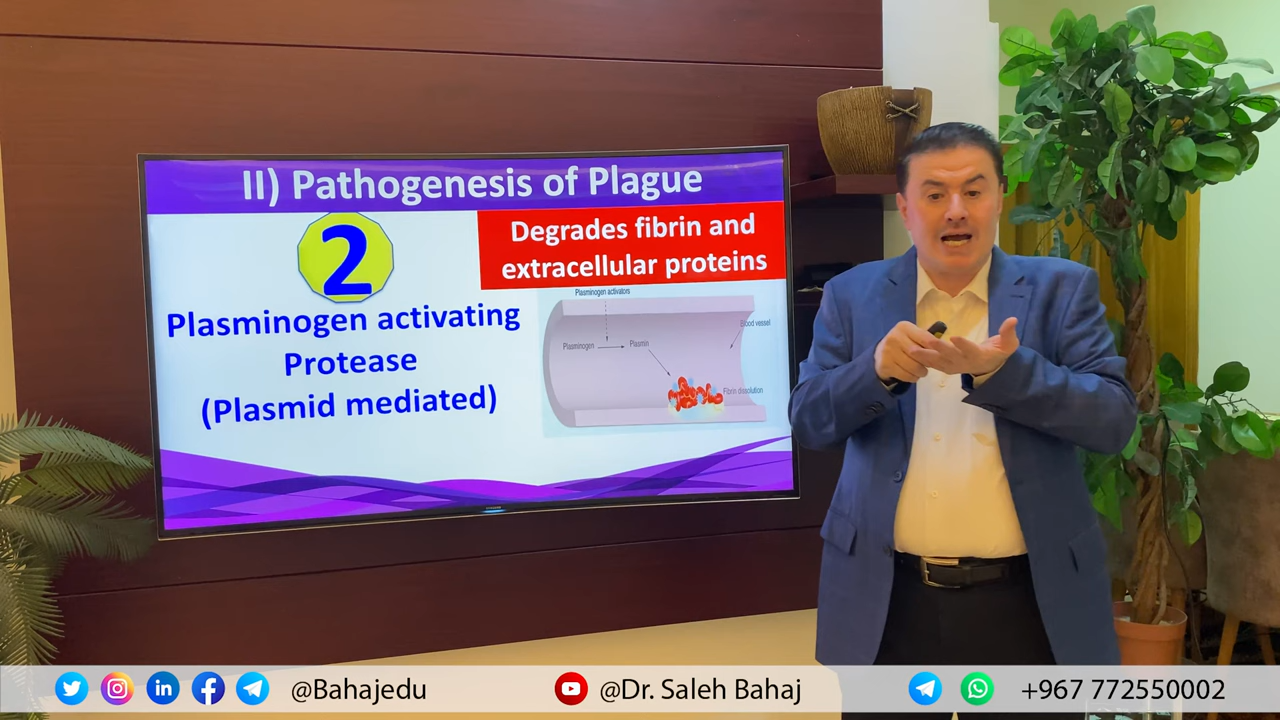 II) Pathogenesis of Plague
2
Degrades fibrin and
extracellular proteins
Plasminogen activating
Protease
(Plasmid mediated)
Plasminogen activators
Blood vessel
Plasminogen
Plasmin
Fibrin dissolution
@Bahajedu
@Dr. Saleh Bahaj
+967 772550002